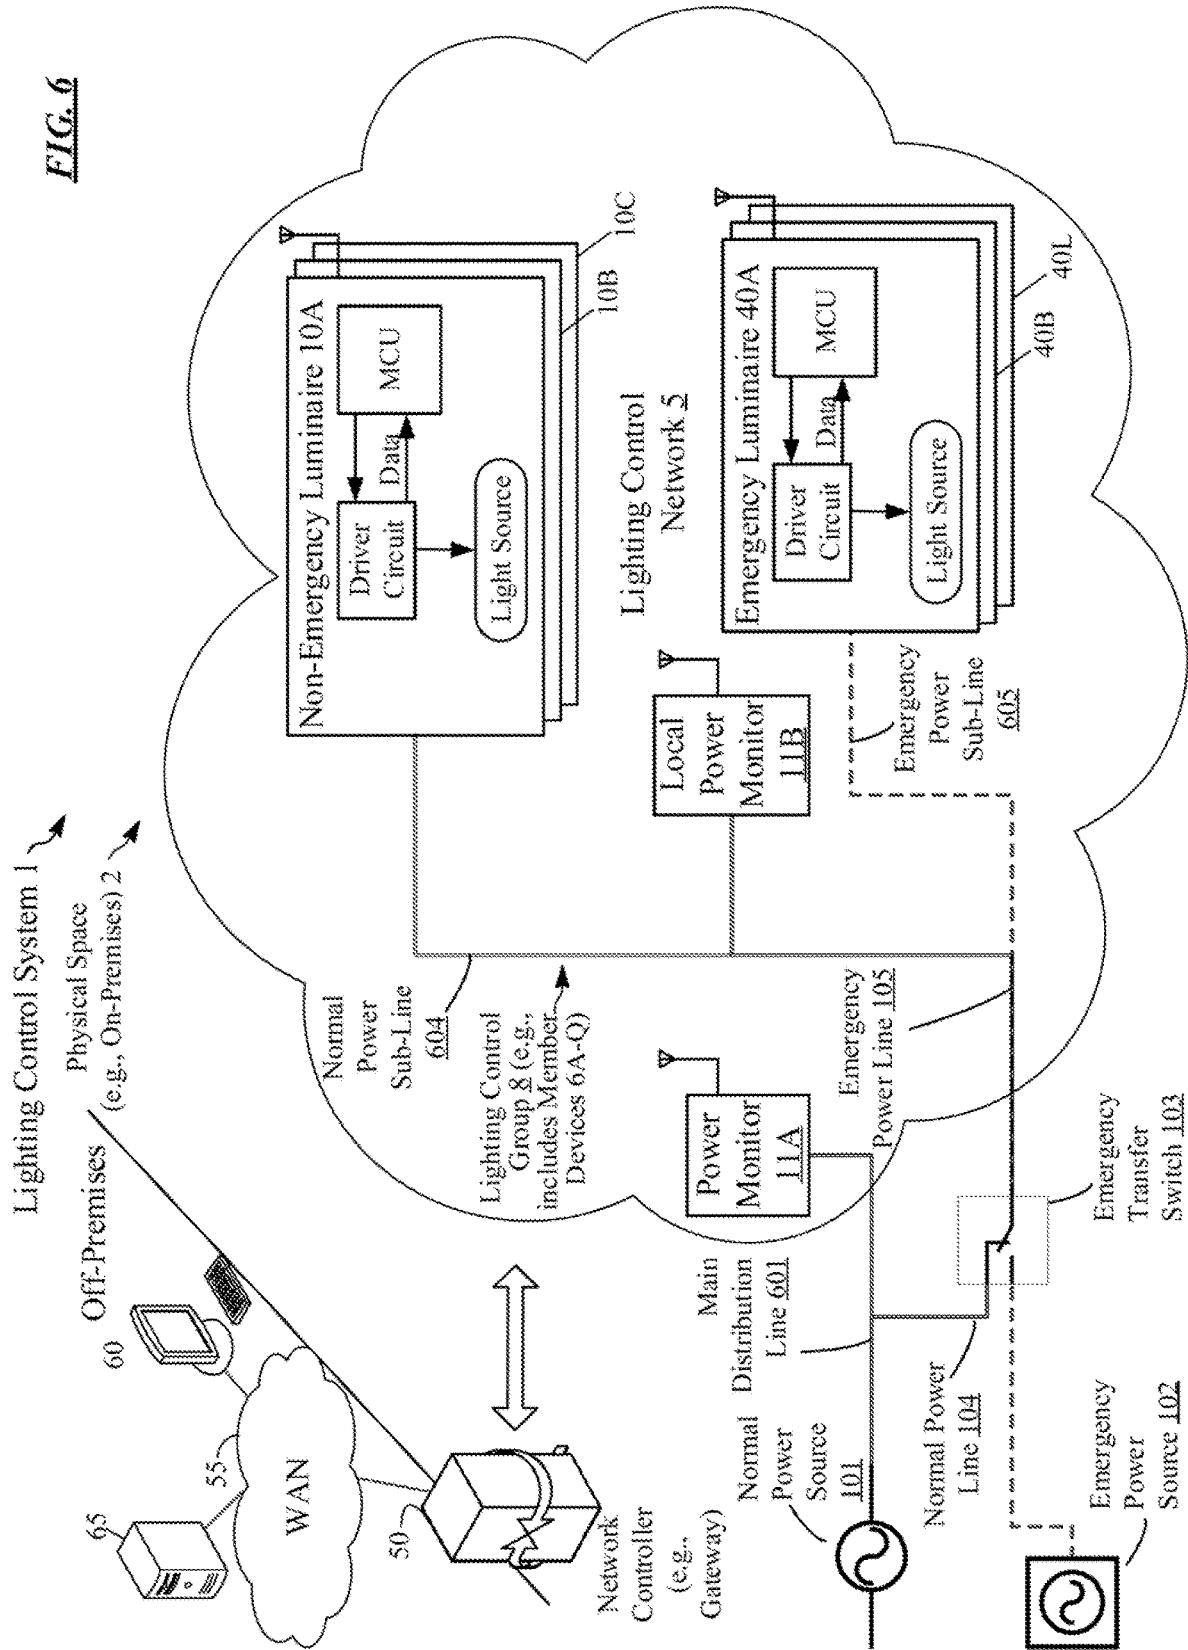 FIG. 6
Lighting Control System 1
Physical Space
(e.g., On-Premises) 2
Off-Premises
65
55
60
WAN
50
Network
Controller
(e.g.,
Gateway)
Non-Emergency Luminaire 10A
MCU
Data
Driver
Circuit
Light Source
10B
10C
Normal
Power
Sub-Line
604
Lighting Control
Group 8 (e.g.,
includes Member
Devices 6A-Q)
Lighting Control
Network 5
Local
Power
Monitor
11B
Emergency Luminaire 40A
MCU
Data
Driver
Circuit
Light Source
40B
40L
Emergency
Power
Sub-Line
605
Power
Monitor
11A
Emergency
Power Line 105
Main
Distribution
Line 601
Normal
Power
Source
101
Normal Power
Line 104
Emergency
Transfer
Switch 103
Emergency
Power
Source 102